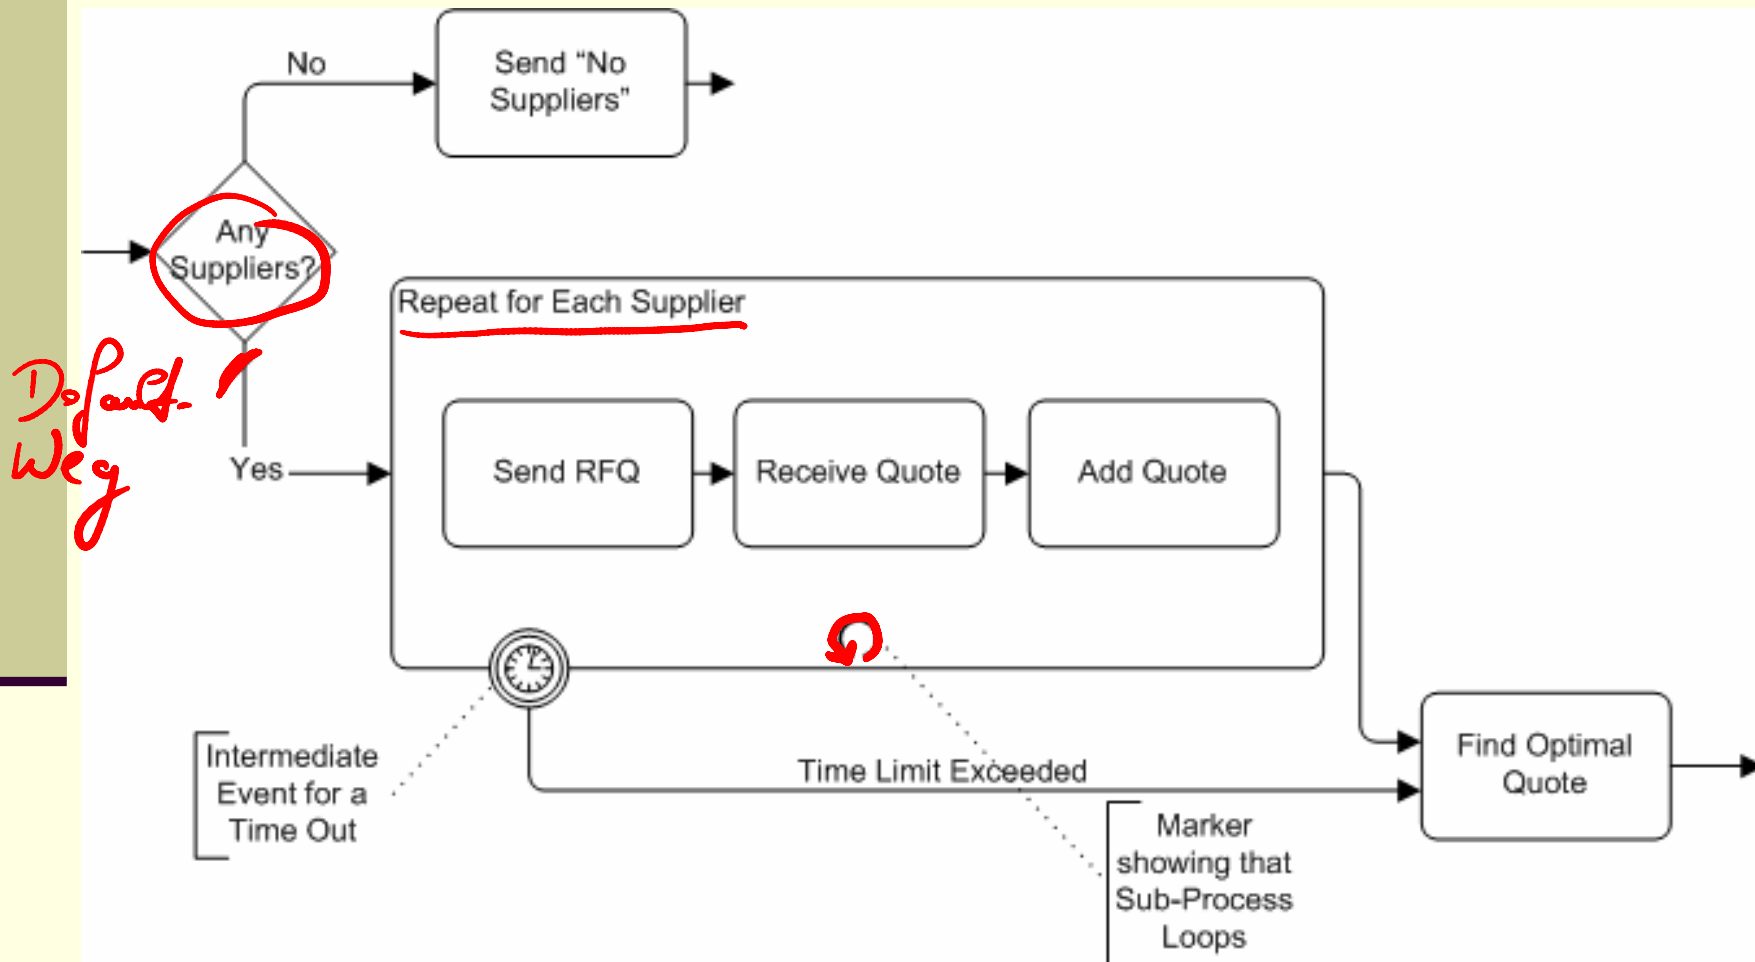 No
Send “No
Suppliers”
Any
Suppliers?
Default-
Weg
Yes
Repeat for Each Supplier
Send RFQ
Receive Quote
Add Quote
Intermediate
Event for a
Time Out
Time Limit Exceeded
Find Optimal
Quote
Marker
showing that
Sub-Process
Loops